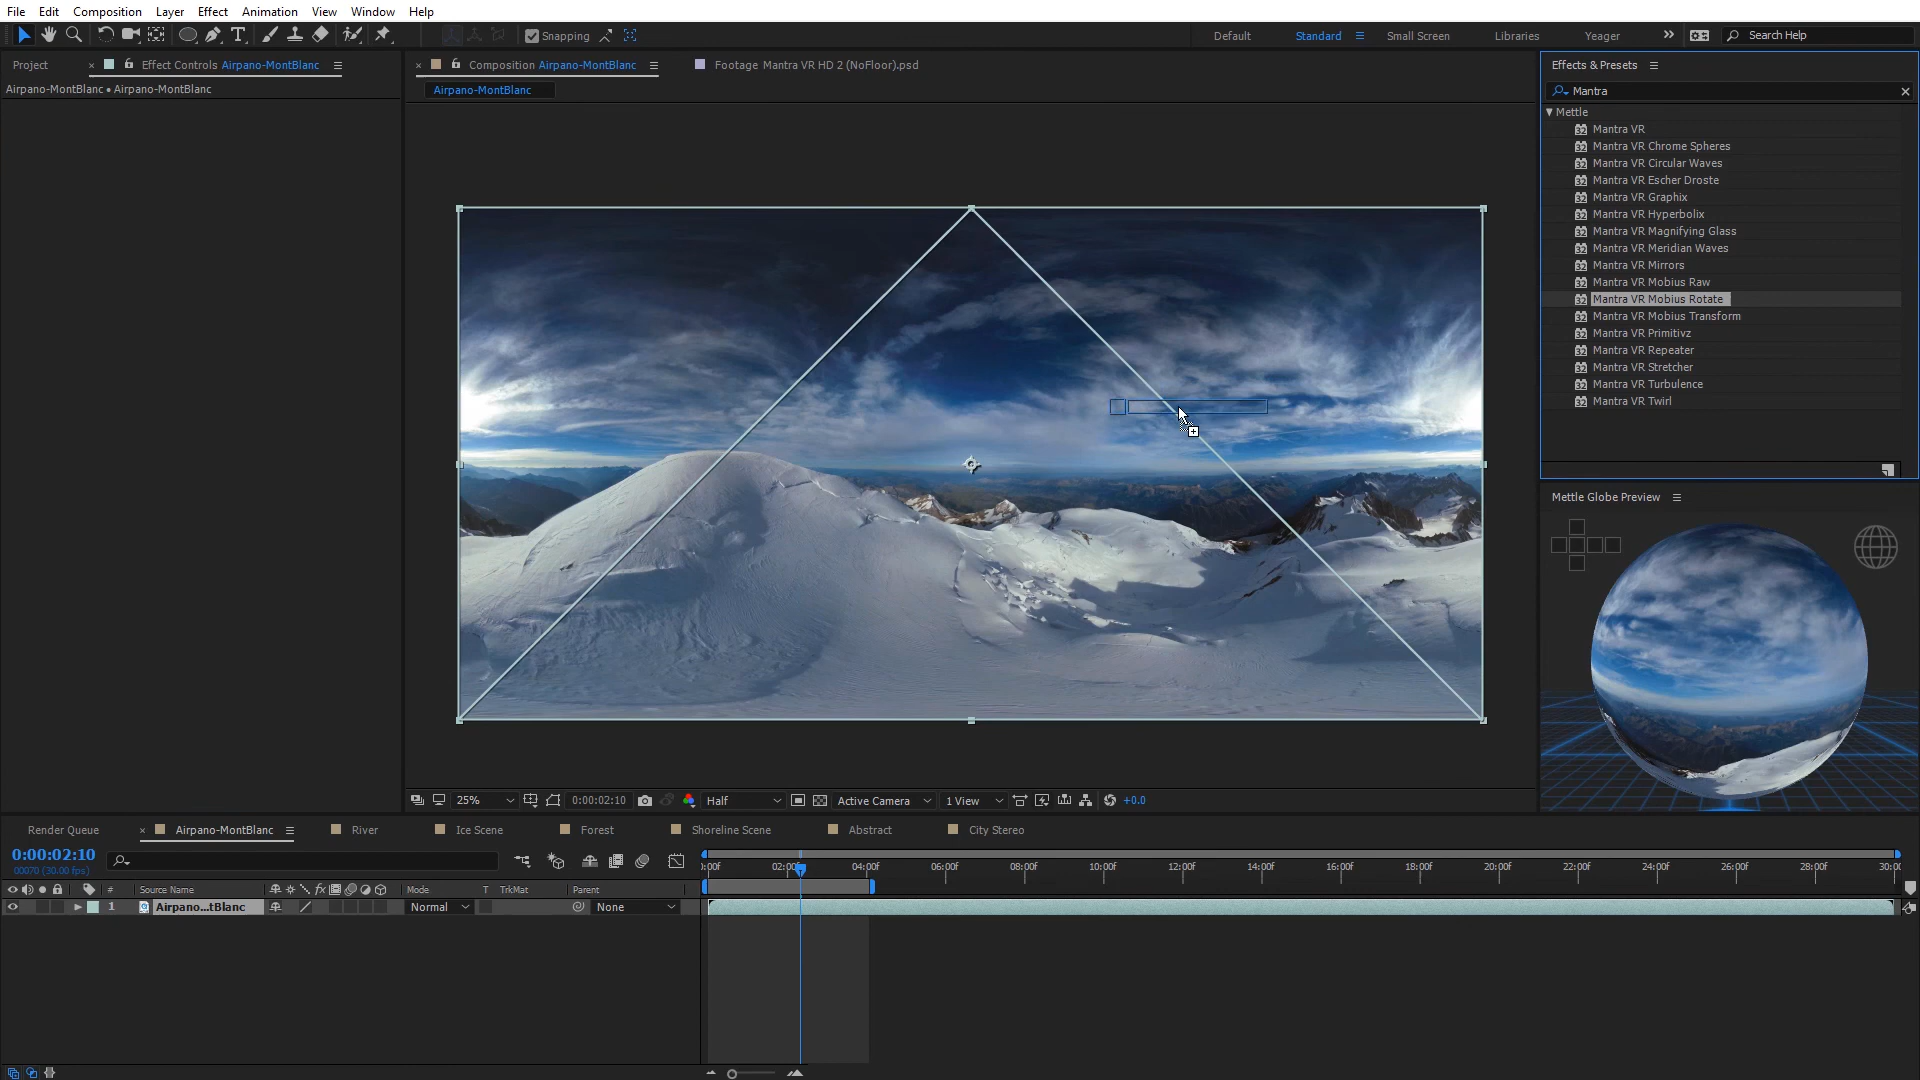 File Edit Composition Layer Effect Animation View Window Help
Snapping
Default Standard Small Screen Libraries Yeager Search Help
Project
Effect Controls Airpano-MontBlanc
Airpano-MontBlanc • Airpano-MontBlanc
Composition Airpano-MontBlanc
Footage Mantra VR HD 2 (NoFloor).psd
Airpano-MontBlanc
25%
0:00:02:10
Half
Active Camera
1 View
+0.0
Effects & Presets
Mantra
Mettle
Mantra VR
Mantra VR Chrome Spheres
Mantra VR Circular Waves
Mantra VR Escher Droste
Mantra VR Graphix
Mantra VR Hyperbolix
Mantra VR Magnifying Glass
Mantra VR Meridian Waves
Mantra VR Mirrors
Mantra VR Mobius Raw
Mantra VR Mobius Rotate
Mantra VR Mobius Transform
Mantra VR Primitivz
Mantra VR Repeater
Mantra VR Stretcher
Mantra VR Turbulence
Mantra VR Twirl
Mettle Globe Preview
Render Queue Airpano-MontBlanc River Ice Scene Forest Shoreline Scene Abstract City Stereo
0:00:02:10
00070 (30.00 fps)
# Source Name fx Mode T TrkMat Parent
1 Airpano...tBlanc Normal None
04:00f 06:00f 08:00f 10:00f 12:00f 14:00f 16:00f 18:00f 20:00f 22:00f 24:00f 26:00f 28:00f